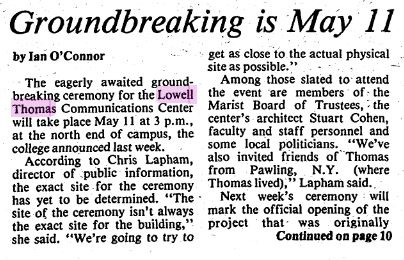 Groundbreaking is May 11
by Ian O'Connor
The eagerly awaited ground-
breaking ceremony for the Lowell
Thomas Communications Center
will take place May 11 at 3 p.m.,
at the north end of campus, the
college announced last week.
According to Chris Lapham,
director of public information,
the exact site for the ceremony
has yet to be determined. "The
site of the ceremony isn't always
the exact site for the building,"
she said. "We're going to try to
get as close to the actual physical
site as possible."
Among those slated to attend
the event are members of the
Marist Board of Trustees, the
center's architect Stuart Cohen,
faculty and staff personnel and
some local politicians. "We've
also invited friends of Thomas
from Pawling, N.Y. (where
Thomas lived)," Lapham said.
Next week's ceremony will
mark the official opening of the
project that was originally
Continued on page 10